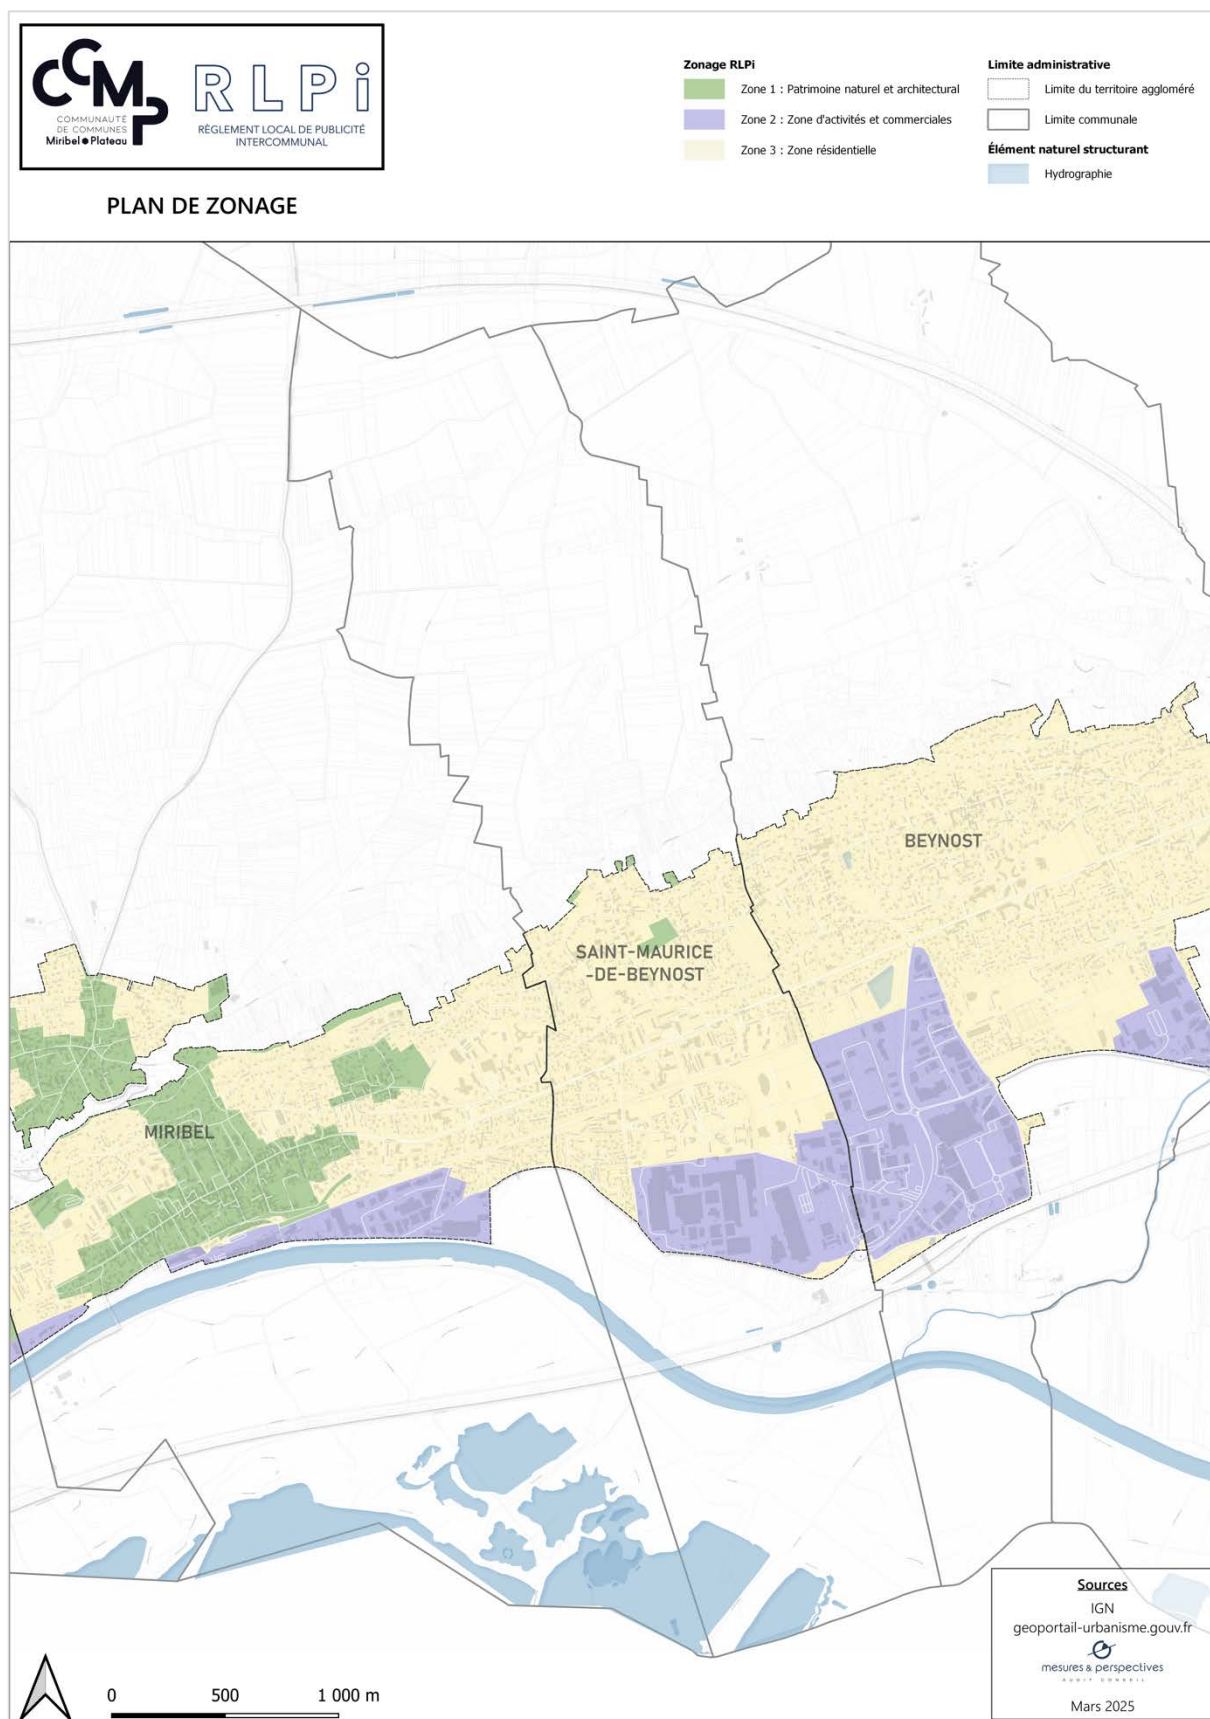 CCMP
COMMUNAUTÉ
DE COMMUNES
Miribel Plateau
RLPi
RÈGLEMENT LOCAL DE PUBLICITÉ
INTERCOMMUNAL
PLAN DE ZONAGE
Zonage RLPi
Zone 1 : Patrimoine naturel et architectural
Zone 2 : Zone d'activités et commerciales
Zone 3 : Zone résidentielle
Limite administrative
Limite du territoire aggloméré
Limite communale
Élément naturel structurant
Hydrographie
BEYNOST
SAINT-MAURICE
-DE-BEYNOST
MIRIBEL
Sources
IGN
geoportail-urbanisme.gouv.fr
mesures & perspectives
AUDIT CONSEIL
Mars 2025
0 500 1 000 m